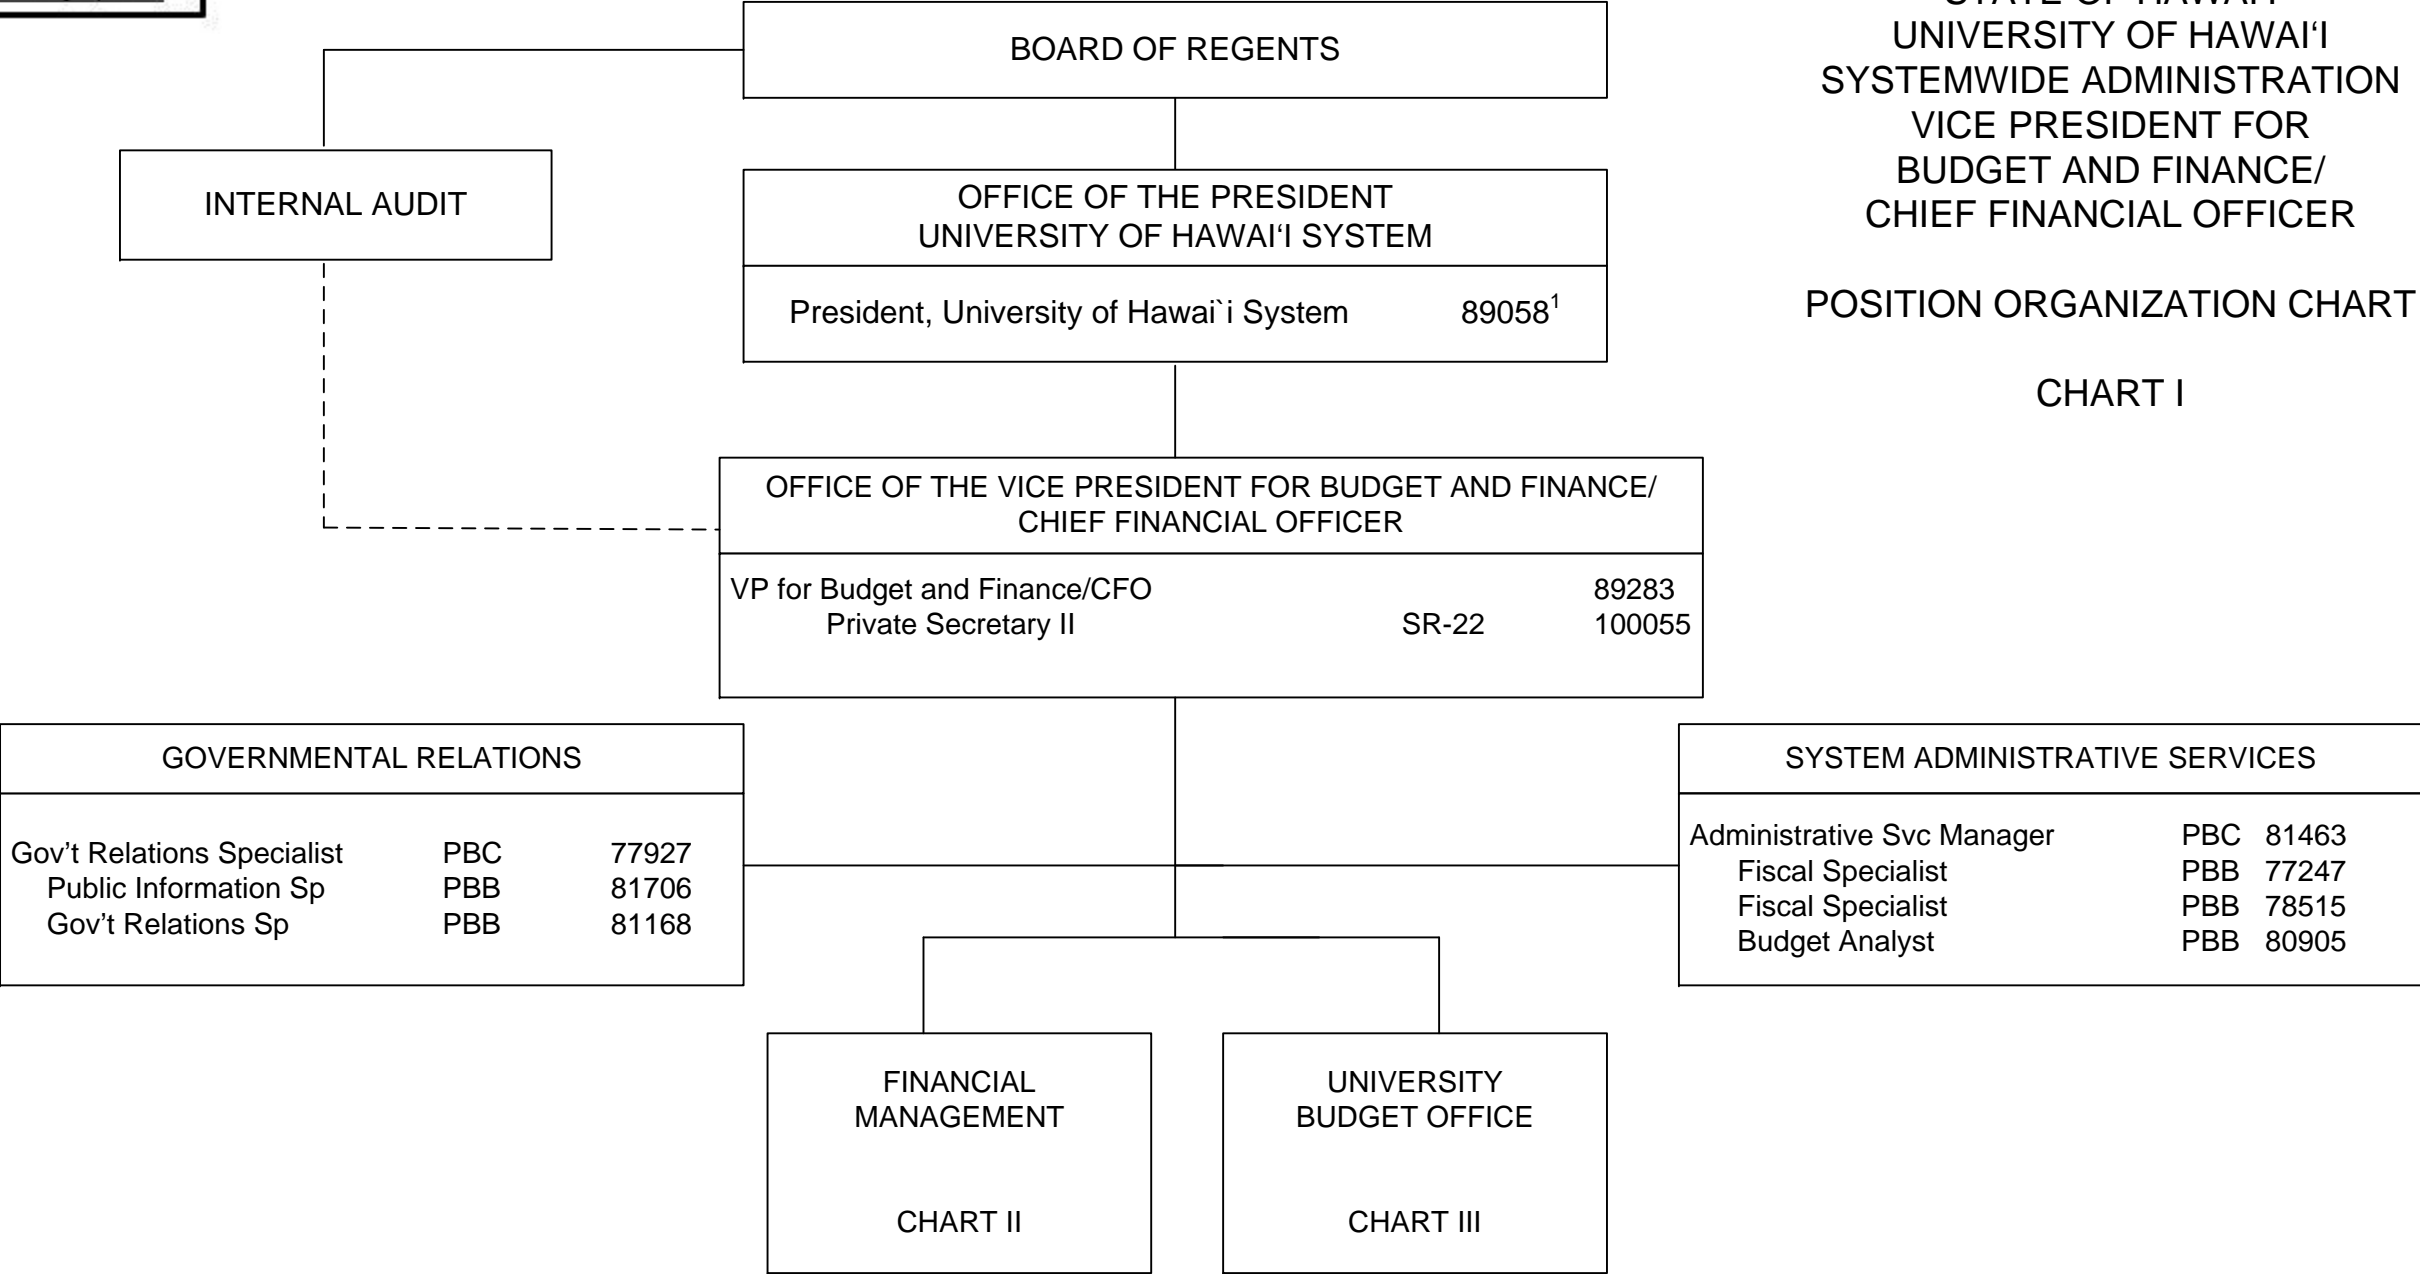 STATE OF HAWAI‘I
UNIVERSITY OF HAWAI‘I
SYSTEMWIDE ADMINISTRATION
VICE PRESIDENT FOR
BUDGET AND FINANCE/
CHIEF FINANCIAL OFFICER
POSITION ORGANIZATION CHART
CHART I
BOARD OF REGENTS
INTERNAL AUDIT
OFFICE OF THE PRESIDENT
UNIVERSITY OF HAWAI‘I SYSTEM
President, University of Hawai`i System 89058¹
OFFICE OF THE VICE PRESIDENT FOR BUDGET AND FINANCE/
CHIEF FINANCIAL OFFICER
VP for Budget and Finance/CFO 89283
Private Secretary II SR-22 100055
GOVERNMENTAL RELATIONS
Gov’t Relations Specialist PBC 77927
Public Information Sp PBB 81706
Gov’t Relations Sp PBB 81168
SYSTEM ADMINISTRATIVE SERVICES
Administrative Svc Manager PBC 81463
Fiscal Specialist PBB 77247
Fiscal Specialist PBB 78515
Budget Analyst PBB 80905
FINANCIAL
MANAGEMENT
CHART II
UNIVERSITY
BUDGET OFFICE
CHART III